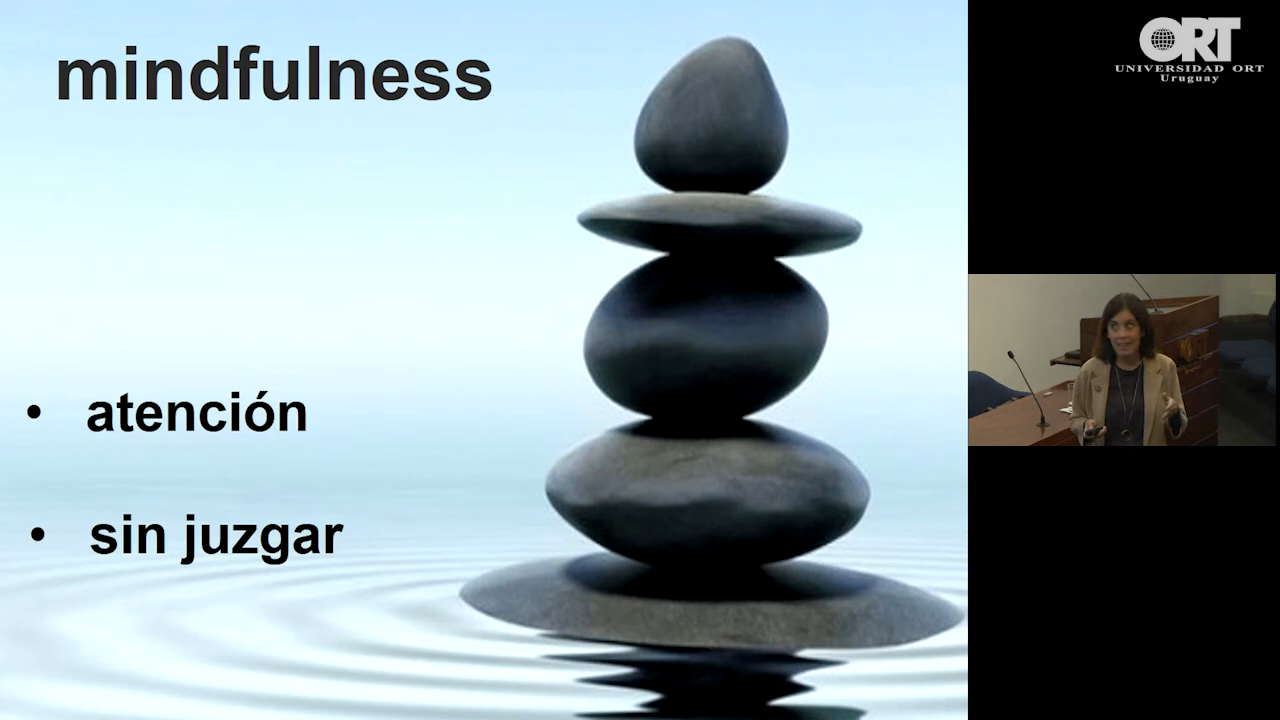 mindfulness
• atención
• sin juzgar
ORT
UNIVERSIDAD ORT
Uruguay